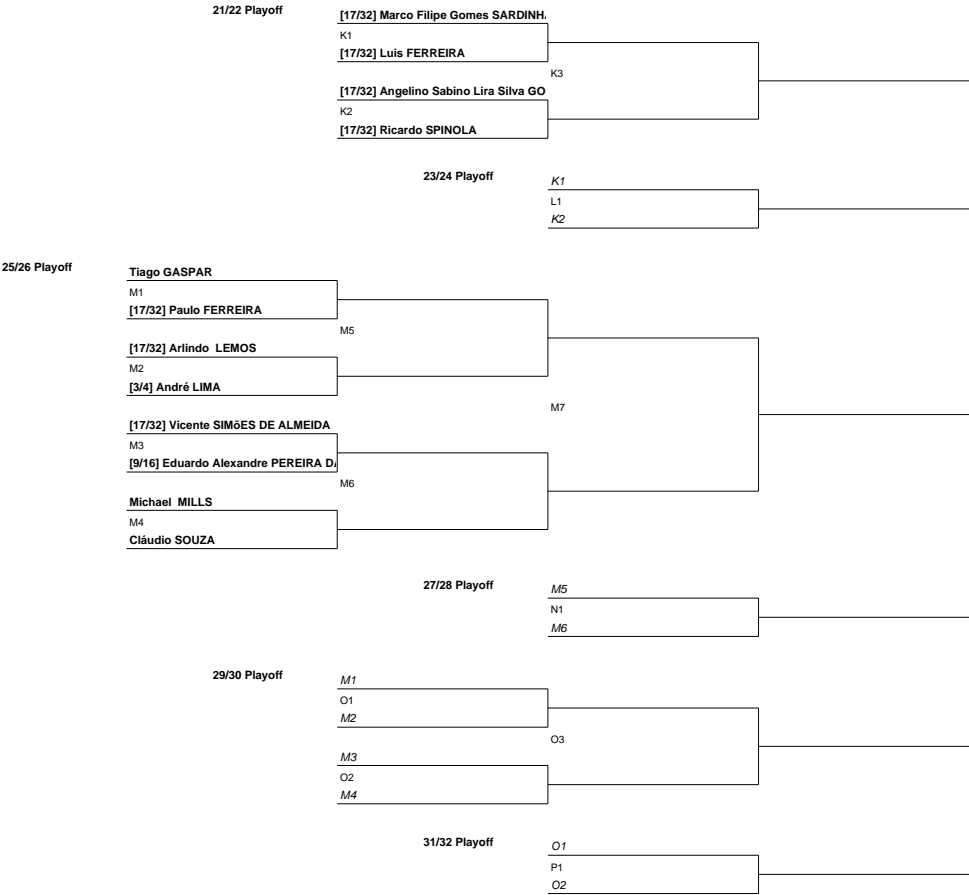 21/22 Playoff
[17/32] Marco Filipe Gomes SARDINHA
K1
[17/32] Luis FERREIRA
K3
[17/32] Angelino Sabino Lira Silva GO
K2
[17/32] Ricardo SPINOLA
23/24 Playoff
K1
L1
K2
25/26 Playoff
Tiago GASPAR
M1
[17/32] Paulo FERREIRA
M5
[17/32] Arlindo LEMOS
M2
[3/4] André LIMA
M7
[17/32] Vicente SIMõES DE ALMEIDA
M3
[9/16] Eduardo Alexandre PEREIRA DA
M6
Michael MILLS
M4
Cláudio SOUZA
27/28 Playoff
M5
N1
M6
29/30 Playoff
M1
O1
M2
O3
M3
O2
M4
31/32 Playoff
O1
P1
O2